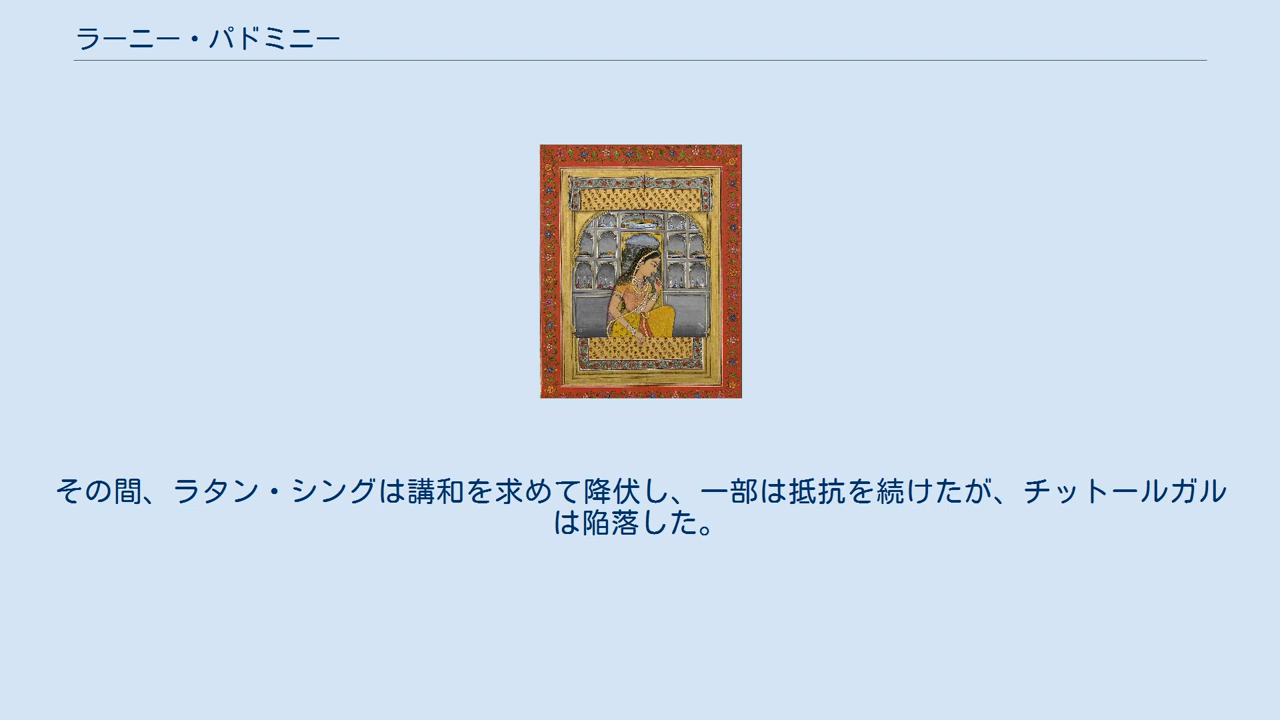 ラーニー・パドミニー
その間、ラタン・シングは講和を求めて降伏し、一部は抵抗を続けたが、チットールガル
は陥落した。